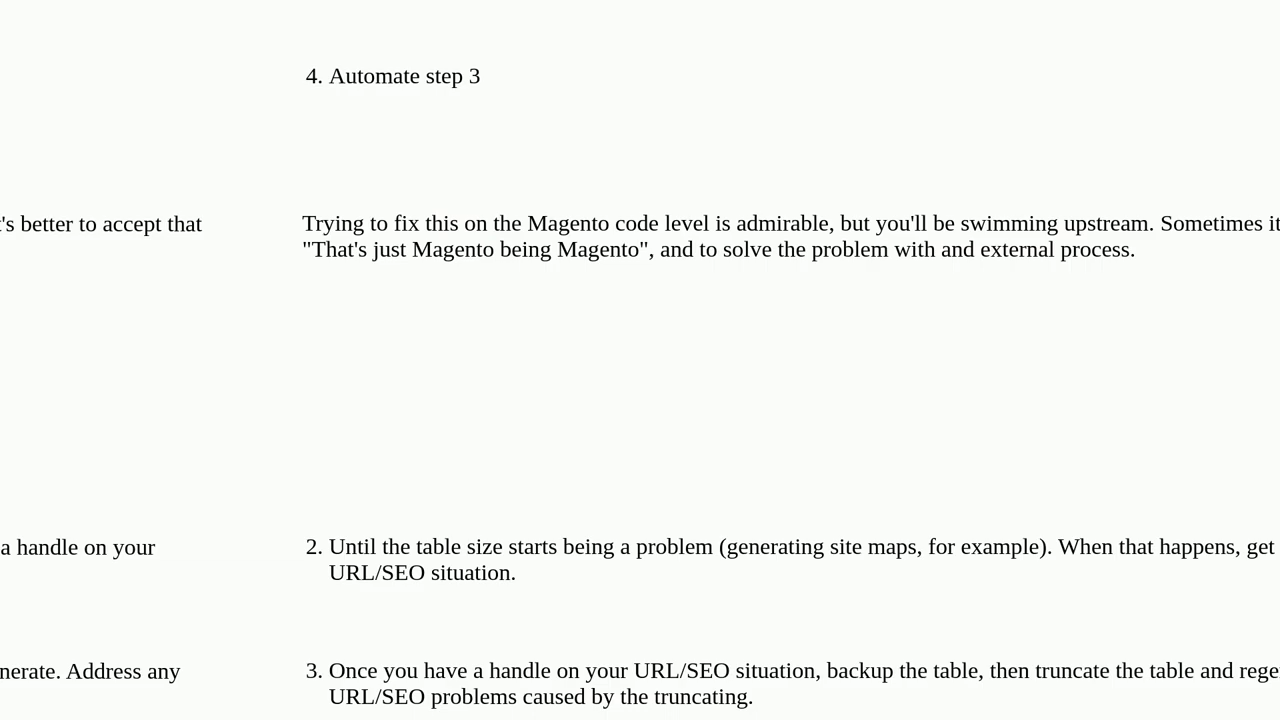 4. Automate step 3
't's better to accept that
Trying to fix this on the Magento code level is admirable, but you'll be swimming upstream. Sometimes it
"That's just Magento being Magento", and to solve the problem with and external process.
a handle on your
2. Until the table size starts being a problem (generating site maps, for example). When that happens, get
URL/SEO situation.
nerate. Address any
3. Once you have a handle on your URL/SEO situation, backup the table, then truncate the table and rege
URL/SEO problems caused by the truncating.